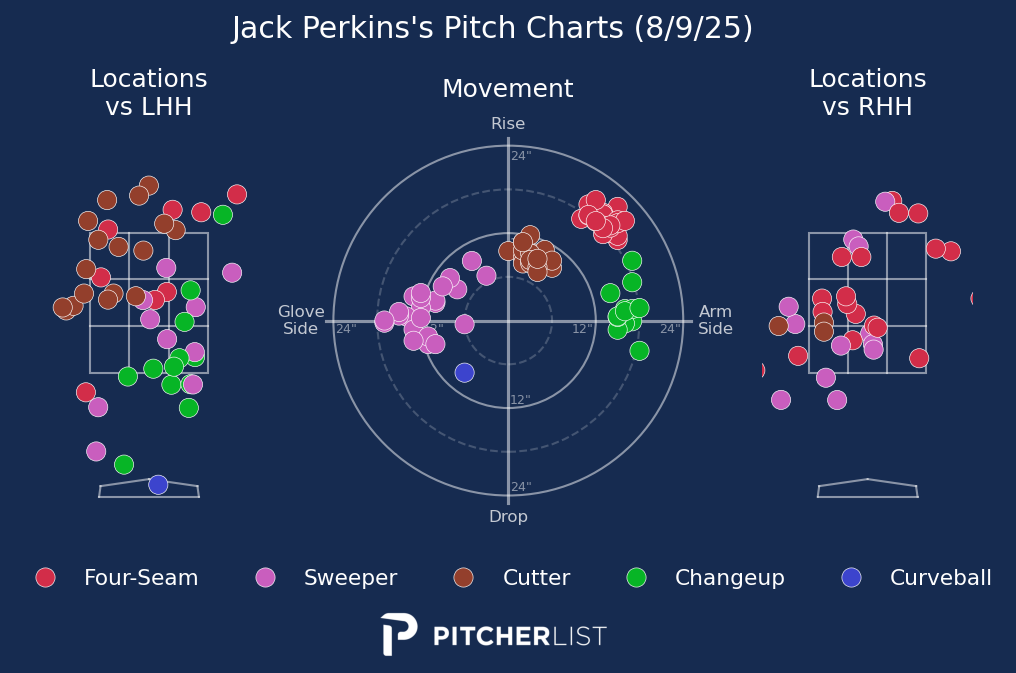 Jack Perkins's Pitch Charts (8/9/25)
Locations
vs LHH
Movement
Locations
vs RHH
Rise
24"
Glove
Side
24"
12"
24"
Arm
Side
12"
24"
Drop
Four-Seam
Sweeper
Cutter
Changeup
Curveball
PITCHERLIST